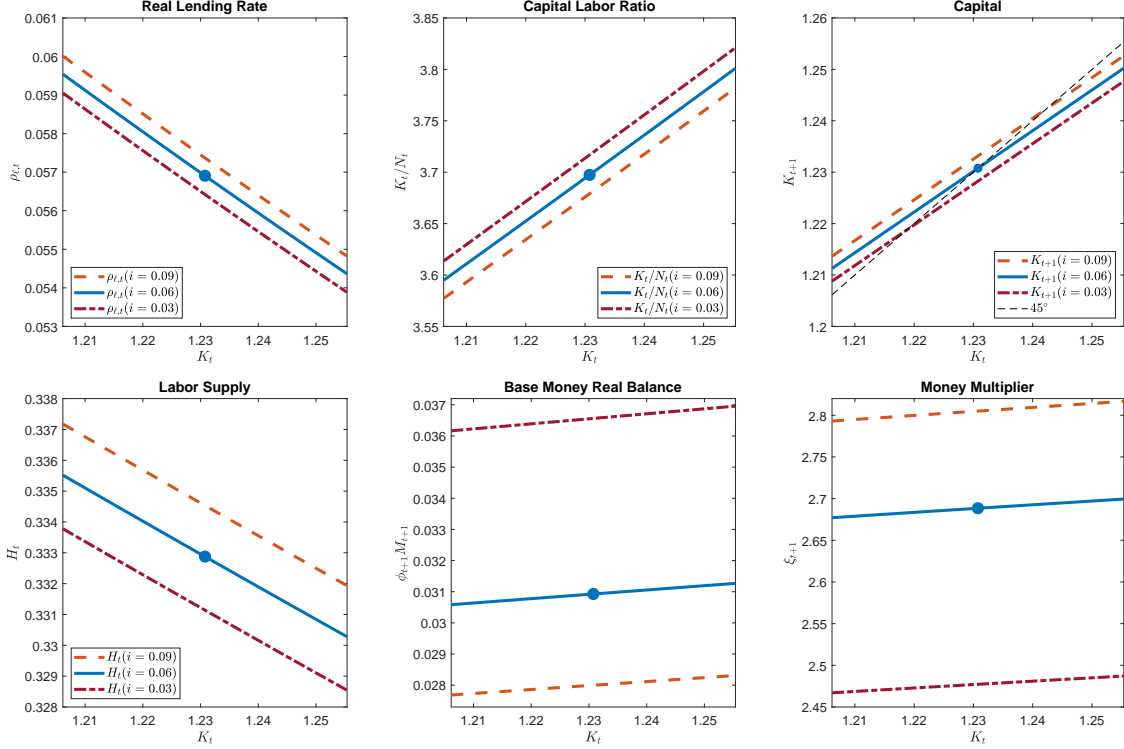 Real Lending Rate
0.061
0.06
0.059
0.058
0.057
0.056
0.055
0.054
0.053
ρℓ,t
ρℓ,t(i = 0.09)
ρℓ,t(i = 0.06)
ρℓ,t(i = 0.03)
1.21 1.22 1.23 1.24 1.25
Kt
Capital Labor Ratio
3.85
3.8
3.75
3.7
3.65
3.6
3.55
Kt/Nt
Kt/Nt(i = 0.09)
Kt/Nt(i = 0.06)
Kt/Nt(i = 0.03)
1.21 1.22 1.23 1.24 1.25
Kt
Capital
1.26
1.25
1.24
1.23
1.22
1.21
1.2
Kt+1
Kt+1(i = 0.09)
Kt+1(i = 0.06)
Kt+1(i = 0.03)
45°
1.21 1.22 1.23 1.24 1.25
Kt
Labor Supply
0.338
0.337
0.336
0.335
0.334
0.333
0.332
0.331
0.33
0.329
0.328
Ht
Ht(i = 0.09)
Ht(i = 0.06)
Ht(i = 0.03)
1.21 1.22 1.23 1.24 1.25
Kt
Base Money Real Balance
0.037
0.036
0.035
0.034
0.033
0.032
0.031
0.03
0.029
0.028
ϕt+1Mt+1
1.21 1.22 1.23 1.24 1.25
Kt
Money Multiplier
2.8
2.75
2.7
2.65
2.6
2.55
2.5
2.45
ξt+1
1.21 1.22 1.23 1.24 1.25
Kt